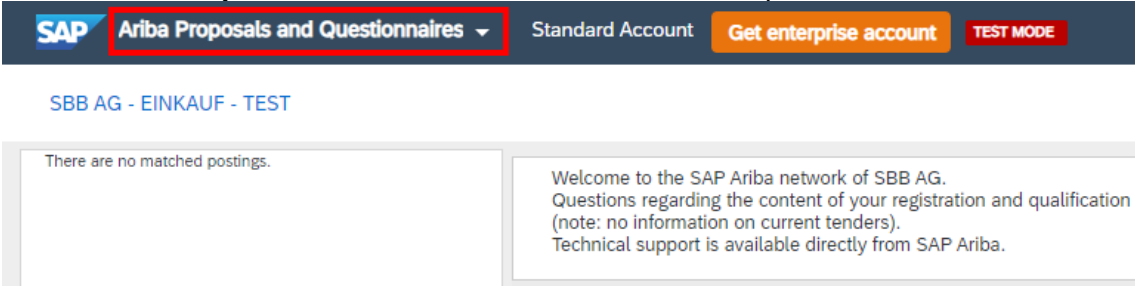 SAP Ariba Proposals and Questionnaires Standard Account Get enterprise account TEST MODE
SBB AG - EINKAUF - TEST
There are no matched postings.
Welcome to the SAP Ariba network of SBB AG.
Questions regarding the content of your registration and qualification
(note: no information on current tenders).
Technical support is available directly from SAP Ariba.